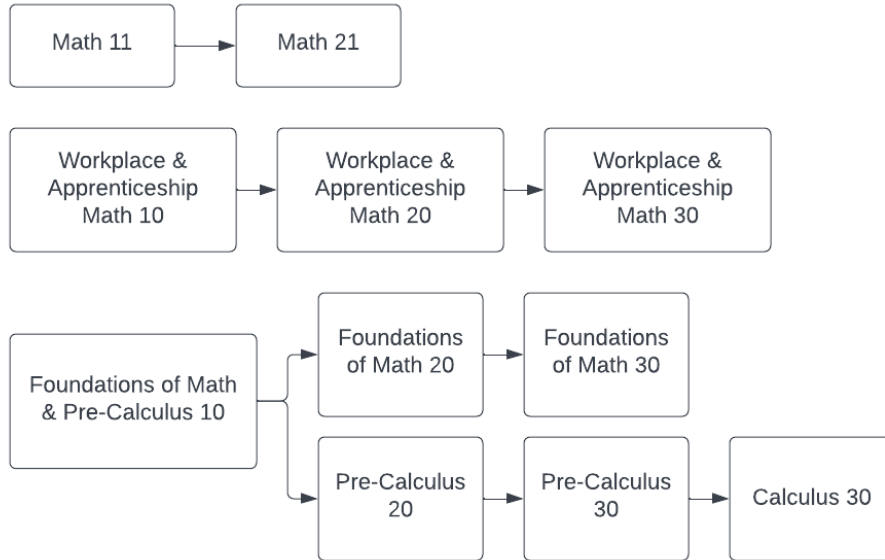 Math 11
Math 21
Workplace &
Apprenticeship
Math 10
Workplace &
Apprenticeship
Math 20
Workplace &
Apprenticeship
Math 30
Foundations of Math
& Pre-Calculus 10
Foundations
of Math 20
Foundations
of Math 30
Pre-Calculus
20
Pre-Calculus
30
Calculus 30